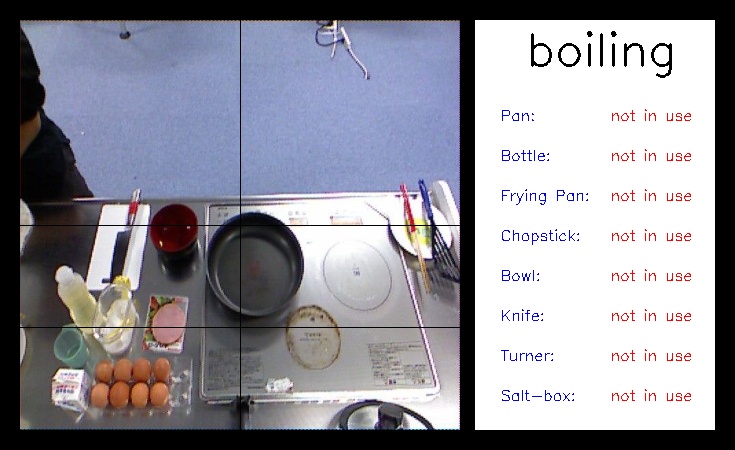 boiling
Pan: not in use
Bottle: not in use
Frying Pan: not in use
Chopstick: not in use
Bowl: not in use
Knife: not in use
Turner: not in use
Salt-box: not in use